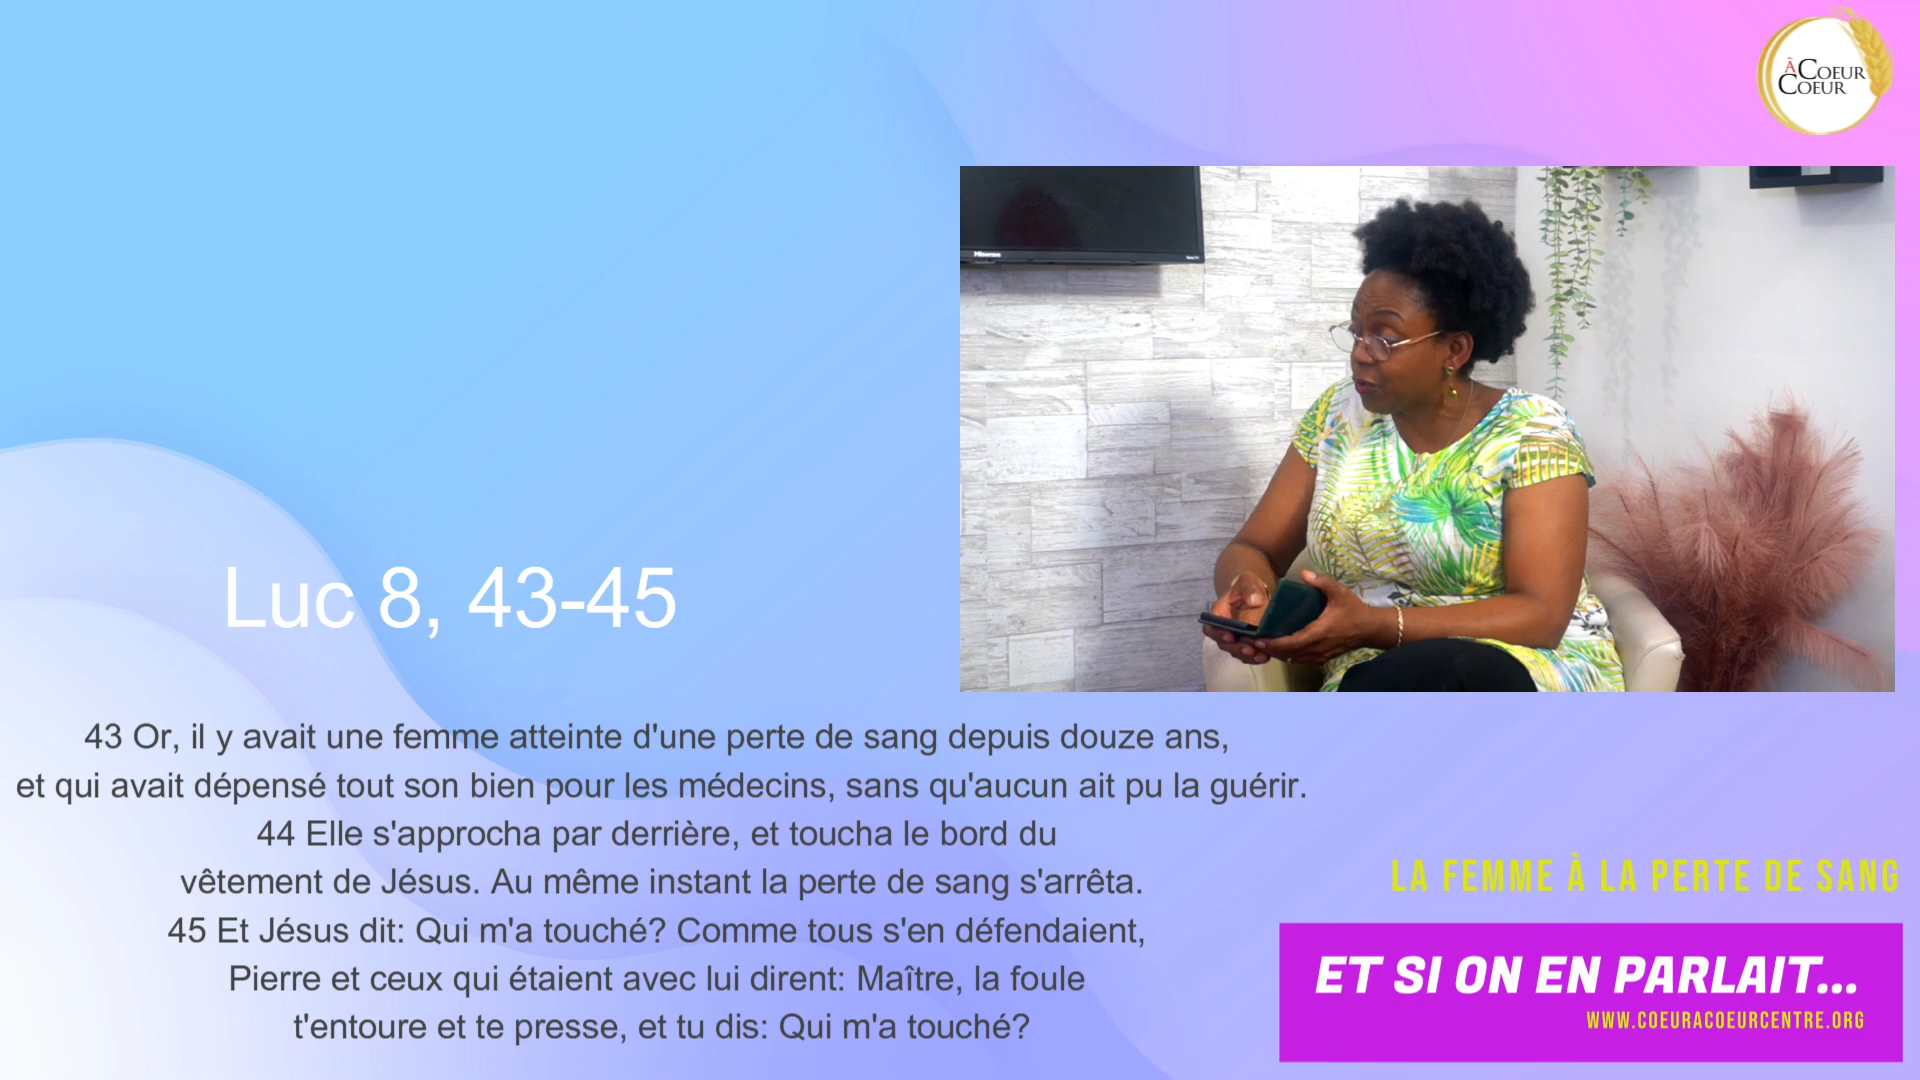 À COEUR
COEUR
Hisense
Luc 8, 43-45
43 Or, il y avait une femme atteinte d'une perte de sang depuis douze ans,
et qui avait dépensé tout son bien pour les médecins, sans qu'aucun ait pu la guérir.
44 Elle s'approcha par derrière, et toucha le bord du
vêtement de Jésus. Au même instant la perte de sang s'arrêta.
45 Et Jésus dit: Qui m'a touché? Comme tous s'en défendaient,
Pierre et ceux qui étaient avec lui dirent: Maître, la foule
t'entoure et te presse, et tu dis: Qui m'a touché?
LA FEMME À LA PERTE DE SANG
ET SI ON EN PARLAIT...
WWW.COEURACOEURCENTRE.ORG